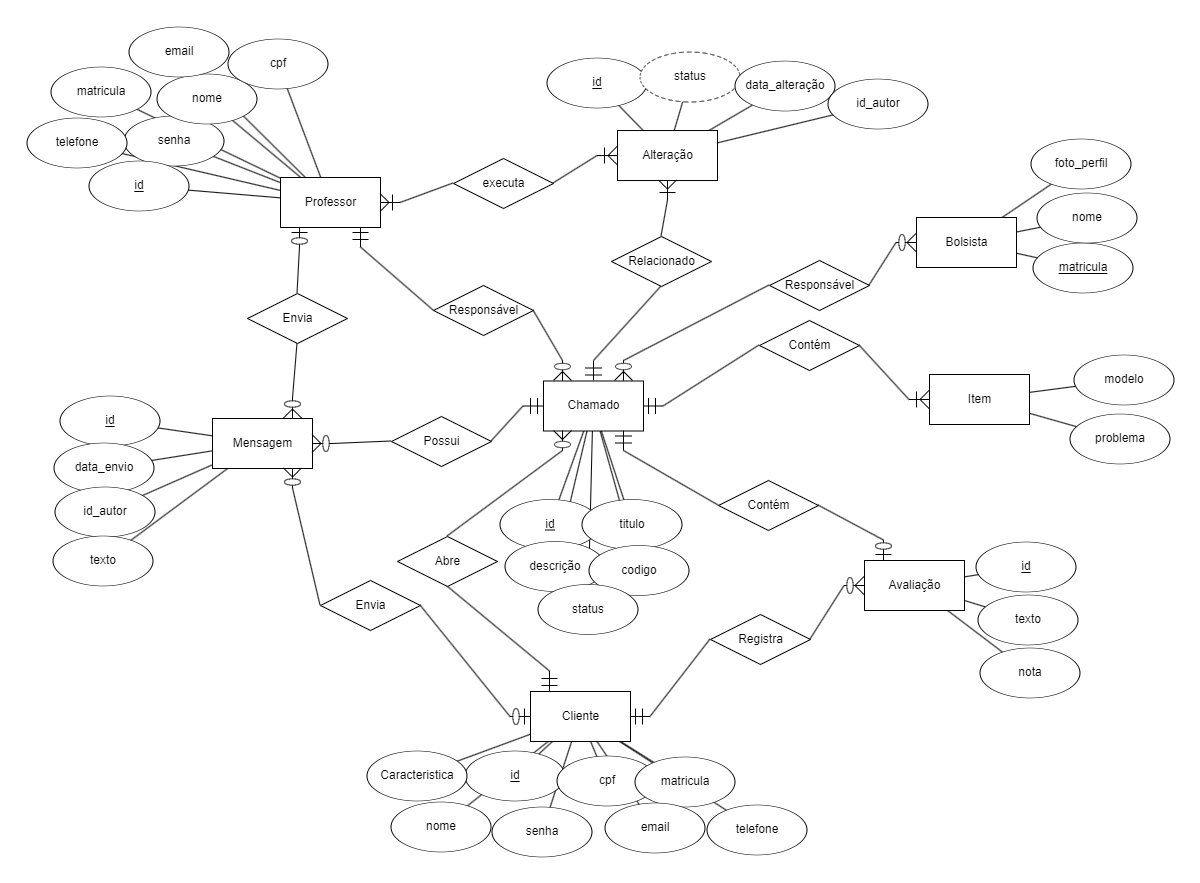 email
cpf
matricula
nome
telefone
senha
id
Professor
executa
id
status
data_alteração
id_autor
Alteração
Relacionado
foto_perfil
nome
matricula
Bolsista
Responsável
Envia
Responsável
Contém
modelo
problema
Item
Chamado
Possui
id
data_envio
id_autor
texto
Mensagem
id
titulo
descrição
codigo
status
Contém
Abre
Envia
Avaliação
id
texto
nota
Registra
Cliente
Caracteristica
id
cpf
matricula
nome
senha
email
telefone